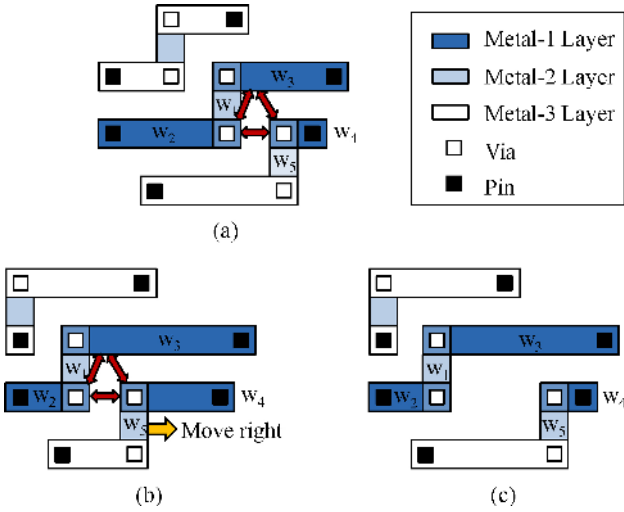 Metal-1 Layer
Metal-2 Layer
Metal-3 Layer
Via
Pin
w3
w1
w2
w4
w5
(a)
w3
w1
w2
w4
w5
Move right
(b)
w3
w1
w2
w4
w5
(c)